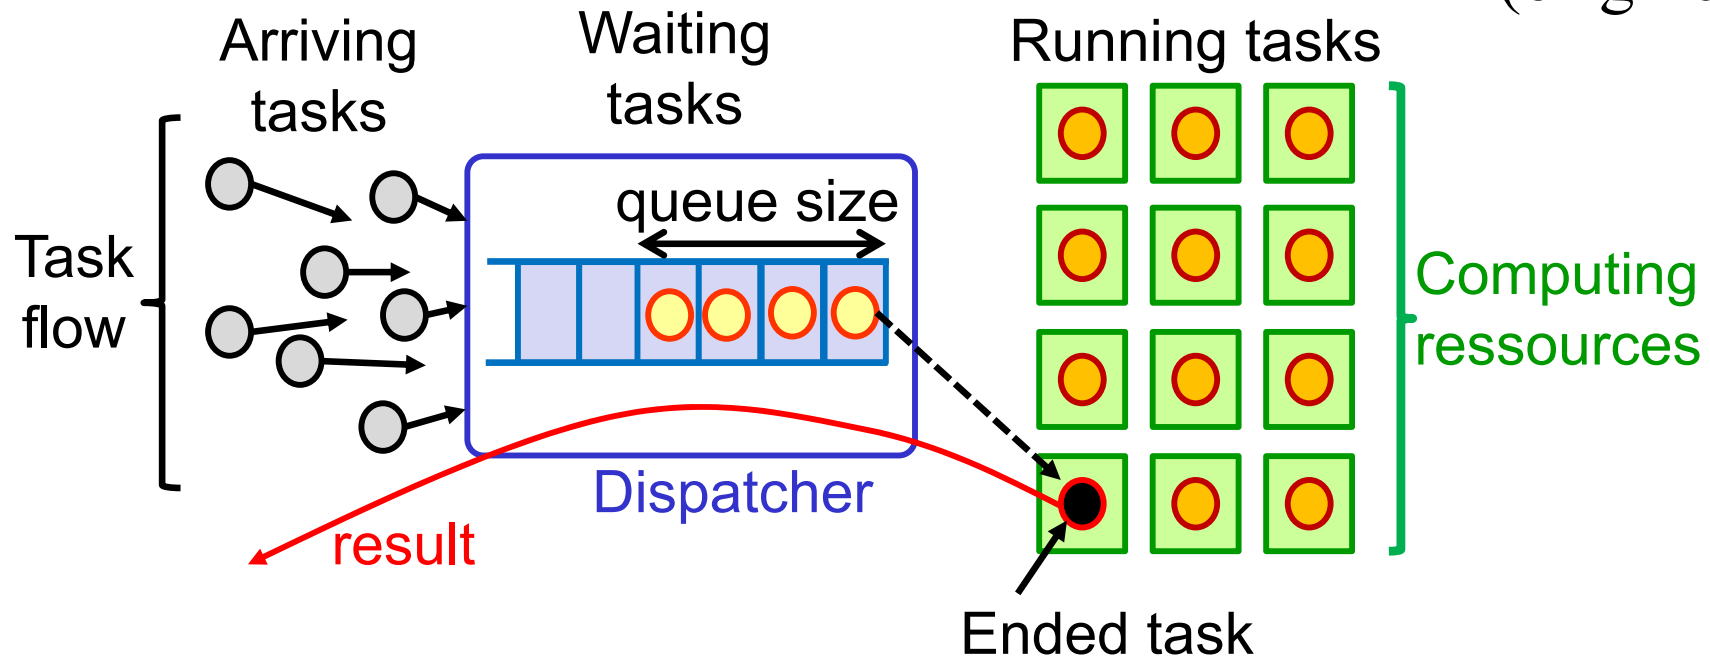 Arriving
tasks
Waiting
tasks
Running tasks
queue size
Task
flow
Computing
ressources
Dispatcher
result
Ended task